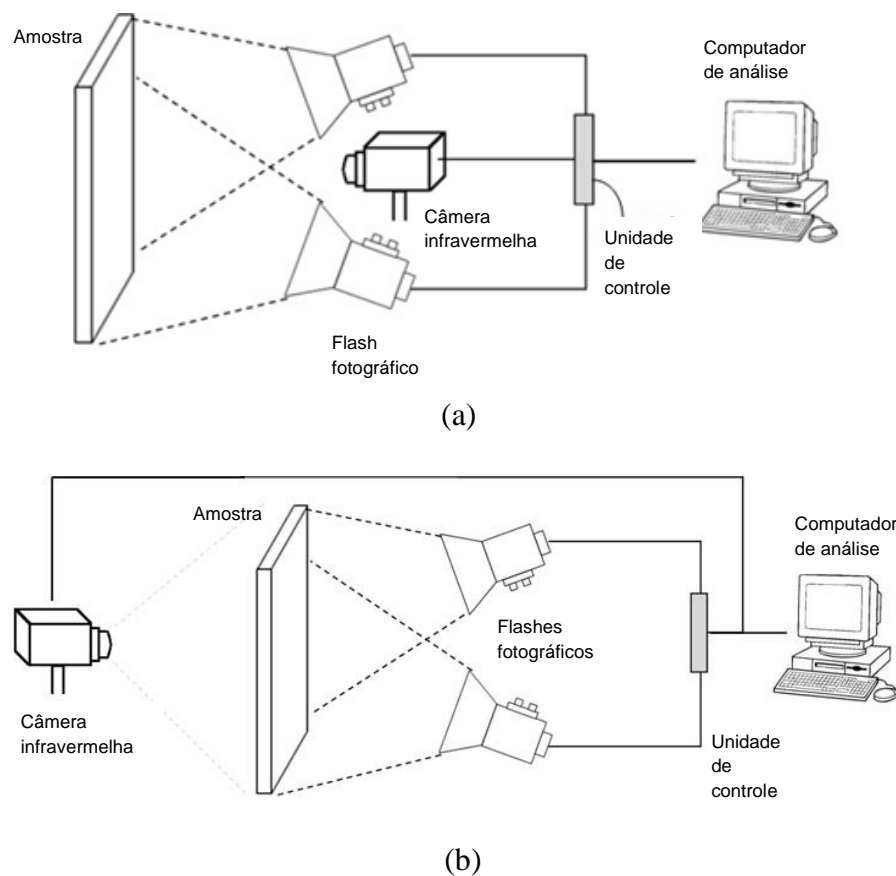 Amostra
Computador
de análise
Câmera
infravermelha
Unidade
de
controle
Flash
fotográfico
(a)
Amostra
Computador
de análise
Flashes
fotográficos
Câmera
infravermelha
Unidade
de
controle
(b)